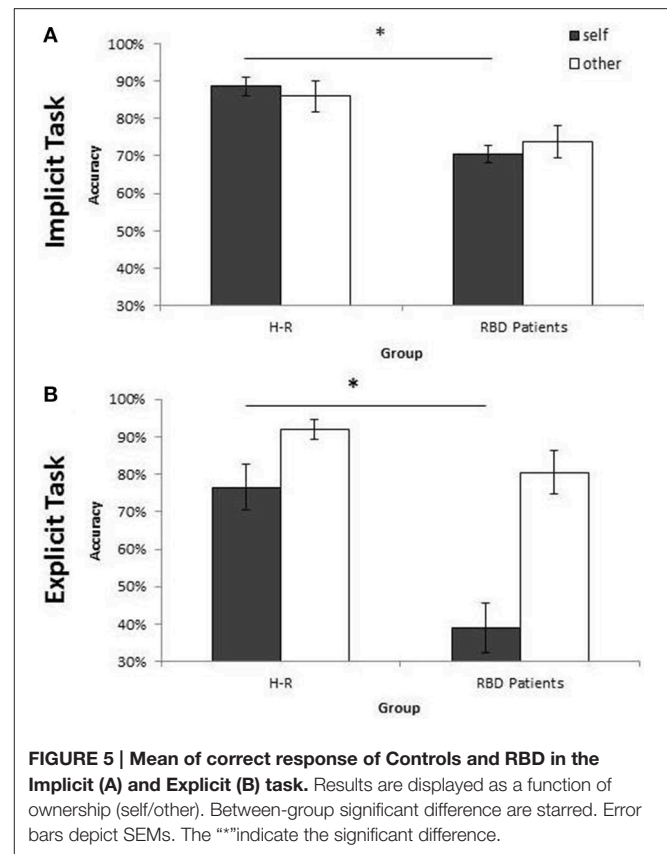 A
100%
*
self
other
90%
80%
70%
60%
50%
40%
30%
Accuracy
Implicit Task
H-R
RBD Patients
Group
B
100%
*
90%
80%
70%
60%
50%
40%
30%
Accuracy
Explicit Task
H-R
RBD Patients
Group
FIGURE 5 | Mean of correct response of Controls and RBD in the
Implicit (A) and Explicit (B) task. Results are displayed as a function of
ownership (self/other). Between-group significant difference are starred. Error
bars depict SEMs. The “*”indicate the significant difference.